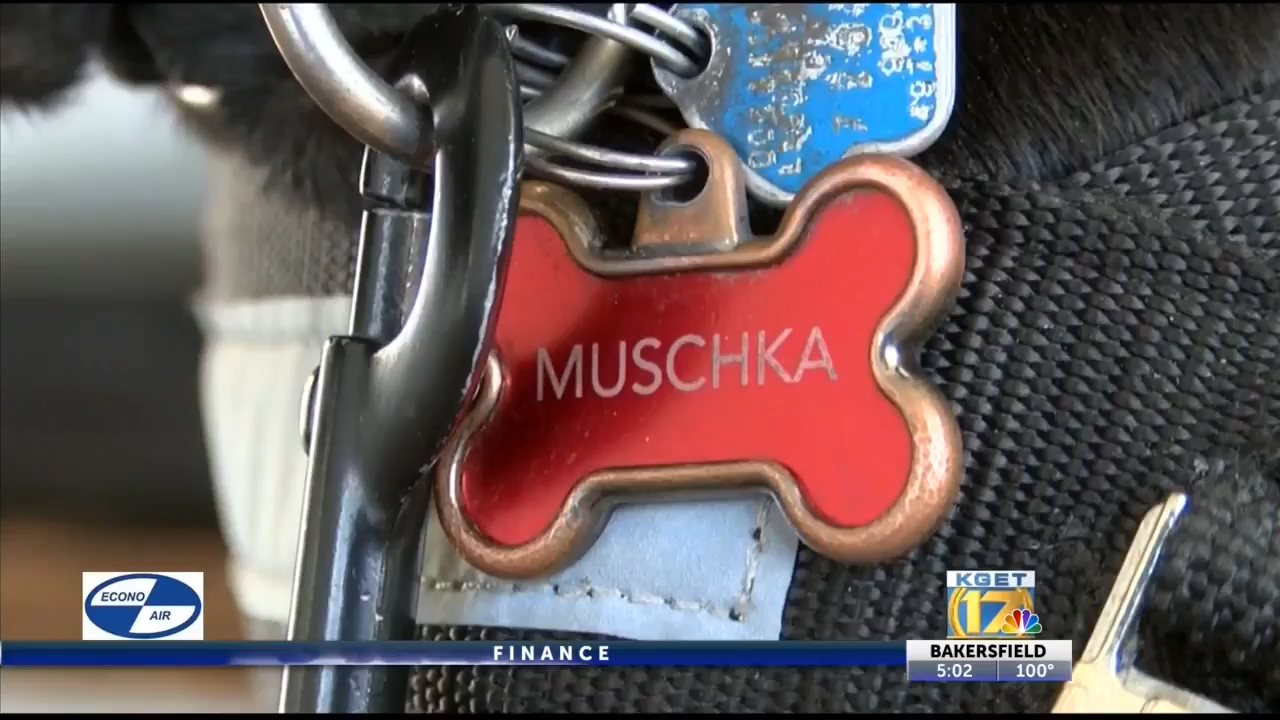 MUSCHKA
ECONO
AIR
KGET
17
FINANCE
BAKERSFIELD
5:02
100°